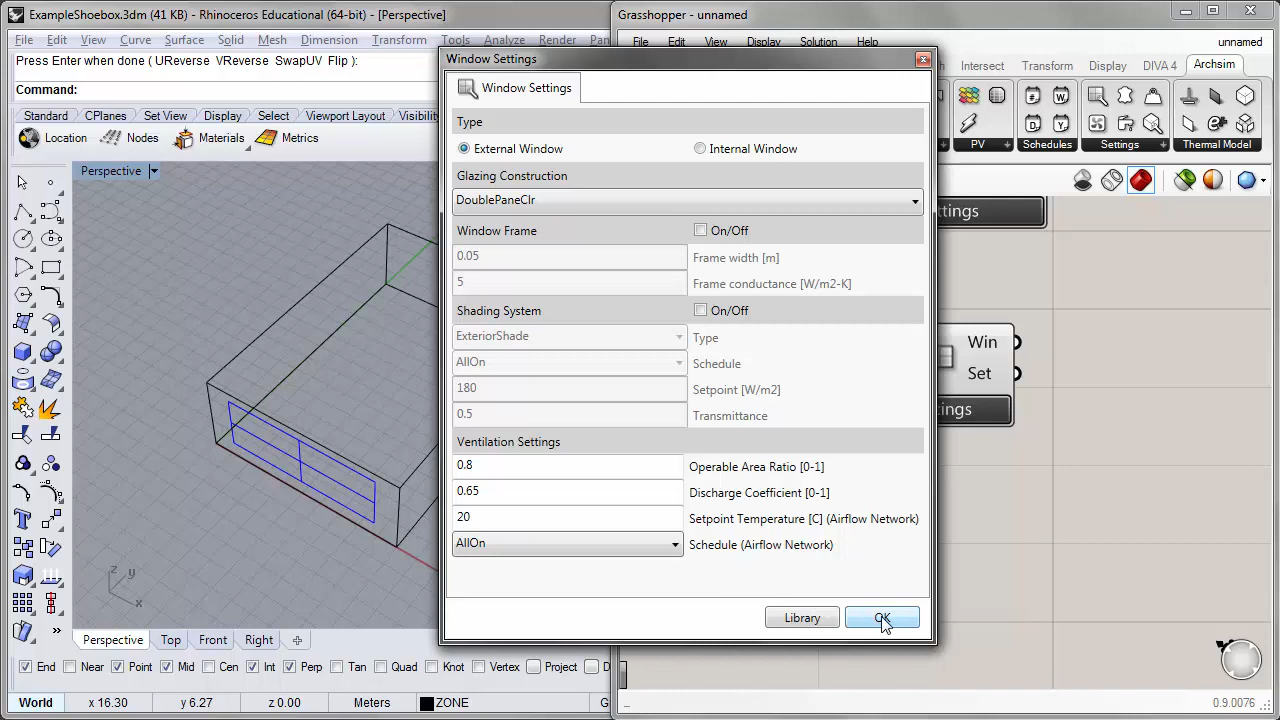 ExampleShoebox.3dm (41 KB) - Rhinoceros Educational (64-bit) - [Perspective]
File Edit View Curve Surface Solid Mesh Dimension Transform Tools Analyze Render Pan
Press Enter when done ( UReverse VReverse SwapUV Flip ):
Command:
Standard CPlanes Set View Display Select Viewport Layout Visibility
Location Nodes Materials Metrics
Perspective
z
y
x
Perspective Top Front Right
End Near Point Mid Cen Int Perp Tan Quad Knot Vertex Project D
World x 16.30 y 6.27 z 0.00 Meters ZONE G
Window Settings
Window Settings
Type
External Window Internal Window
Glazing Construction
DoublePaneClr
Window Frame On/Off
0.05 Frame width [m]
5 Frame conductance [W/m2-K]
Shading System On/Off
ExteriorShade Type
AllOn Schedule
180 Setpoint [W/m2]
0.5 Transmittance
Ventilation Settings
0.8 Operable Area Ratio [0-1]
0.65 Discharge Coefficient [0-1]
20 Setpoint Temperature [C] (Airflow Network)
AllOn Schedule (Airflow Network)
Library OK
Grasshopper - unnamed
File Edit View Display Solution Help unnamed
Intersect Transform Display DIVA 4 Archsim
# W D Y
PV Schedules Settings Thermal Model
ttings
Win
Set
ings
0.9.0076